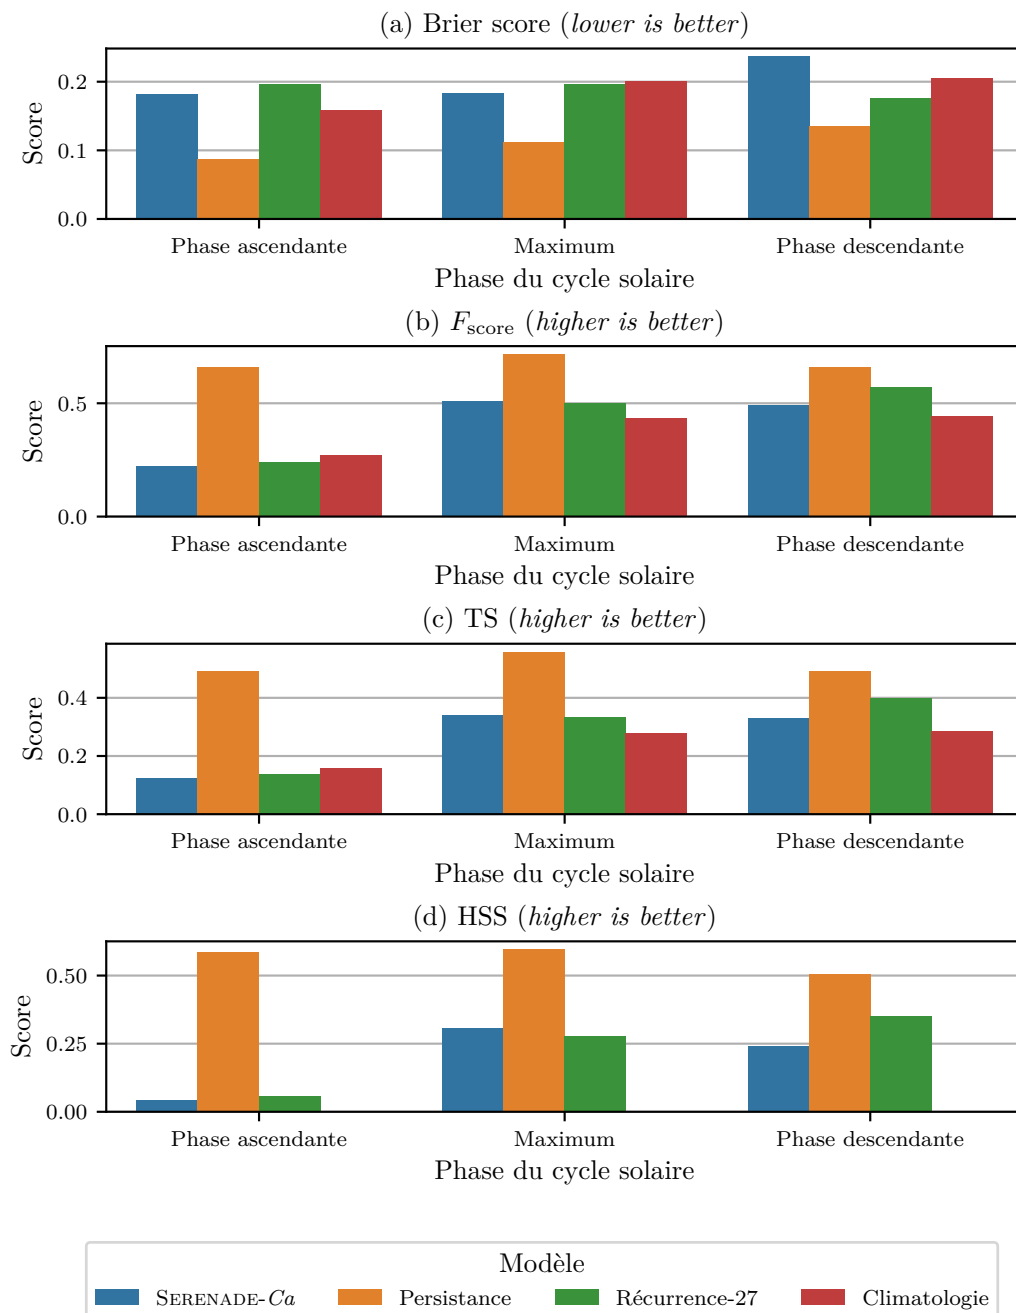 (a) Brier score (lower is better)
Score
0.2
0.1
0.0
Phase ascendante Maximum Phase descendante
Phase du cycle solaire
(b) Fscore (higher is better)
Score
0.5
0.0
Phase ascendante Maximum Phase descendante
Phase du cycle solaire
(c) TS (higher is better)
Score
0.4
0.2
0.0
Phase ascendante Maximum Phase descendante
Phase du cycle solaire
(d) HSS (higher is better)
Score
0.50
0.25
0.00
Phase ascendante Maximum Phase descendante
Phase du cycle solaire
Modèle
SERENADE-Ca Persistance Récurrence-27 Climatologie